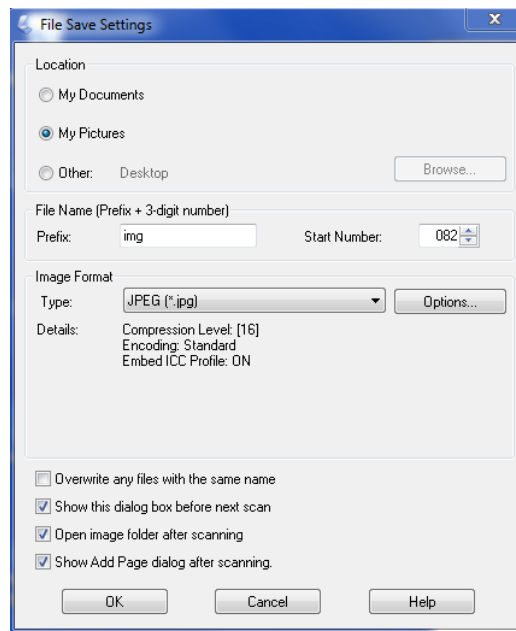 File Save Settings
Location
My Documents
My Pictures
Other: Desktop Browse...
File Name (Prefix + 3-digit number)
Prefix: img Start Number: 082
Image Format
Type: JPEG (*.jpg) Options...
Details: Compression Level: [16]
Encoding: Standard
Embed ICC Profile: ON
Overwrite any files with the same name
Show this dialog box before next scan
Open image folder after scanning
Show Add Page dialog after scanning.
OK Cancel Help